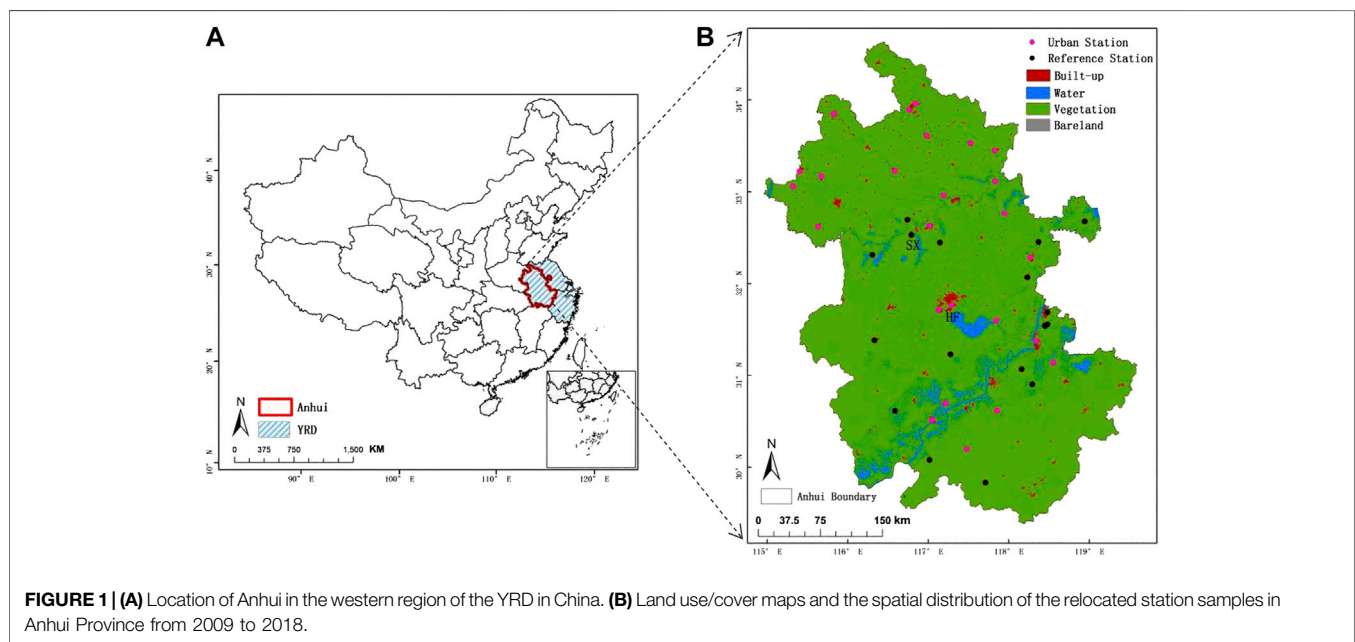 A
B
40° N
30° N
20° N
10° N
90° E
100° E
110° E
120° E
N
Anhui
YRD
0 375 750 1,500 KM
Urban Station
Reference Station
Built-up
Water
Vegetation
Bareland
34° N
33° N
32° N
31° N
30° N
SX
HF
N
Anhui Boundary
0 37.5 75 150 km
115° E
116° E
117° E
118° E
119° E
FIGURE 1 | (A) Location of Anhui in the western region of the YRD in China. (B) Land use/cover maps and the spatial distribution of the relocated station samples in
Anhui Province from 2009 to 2018.